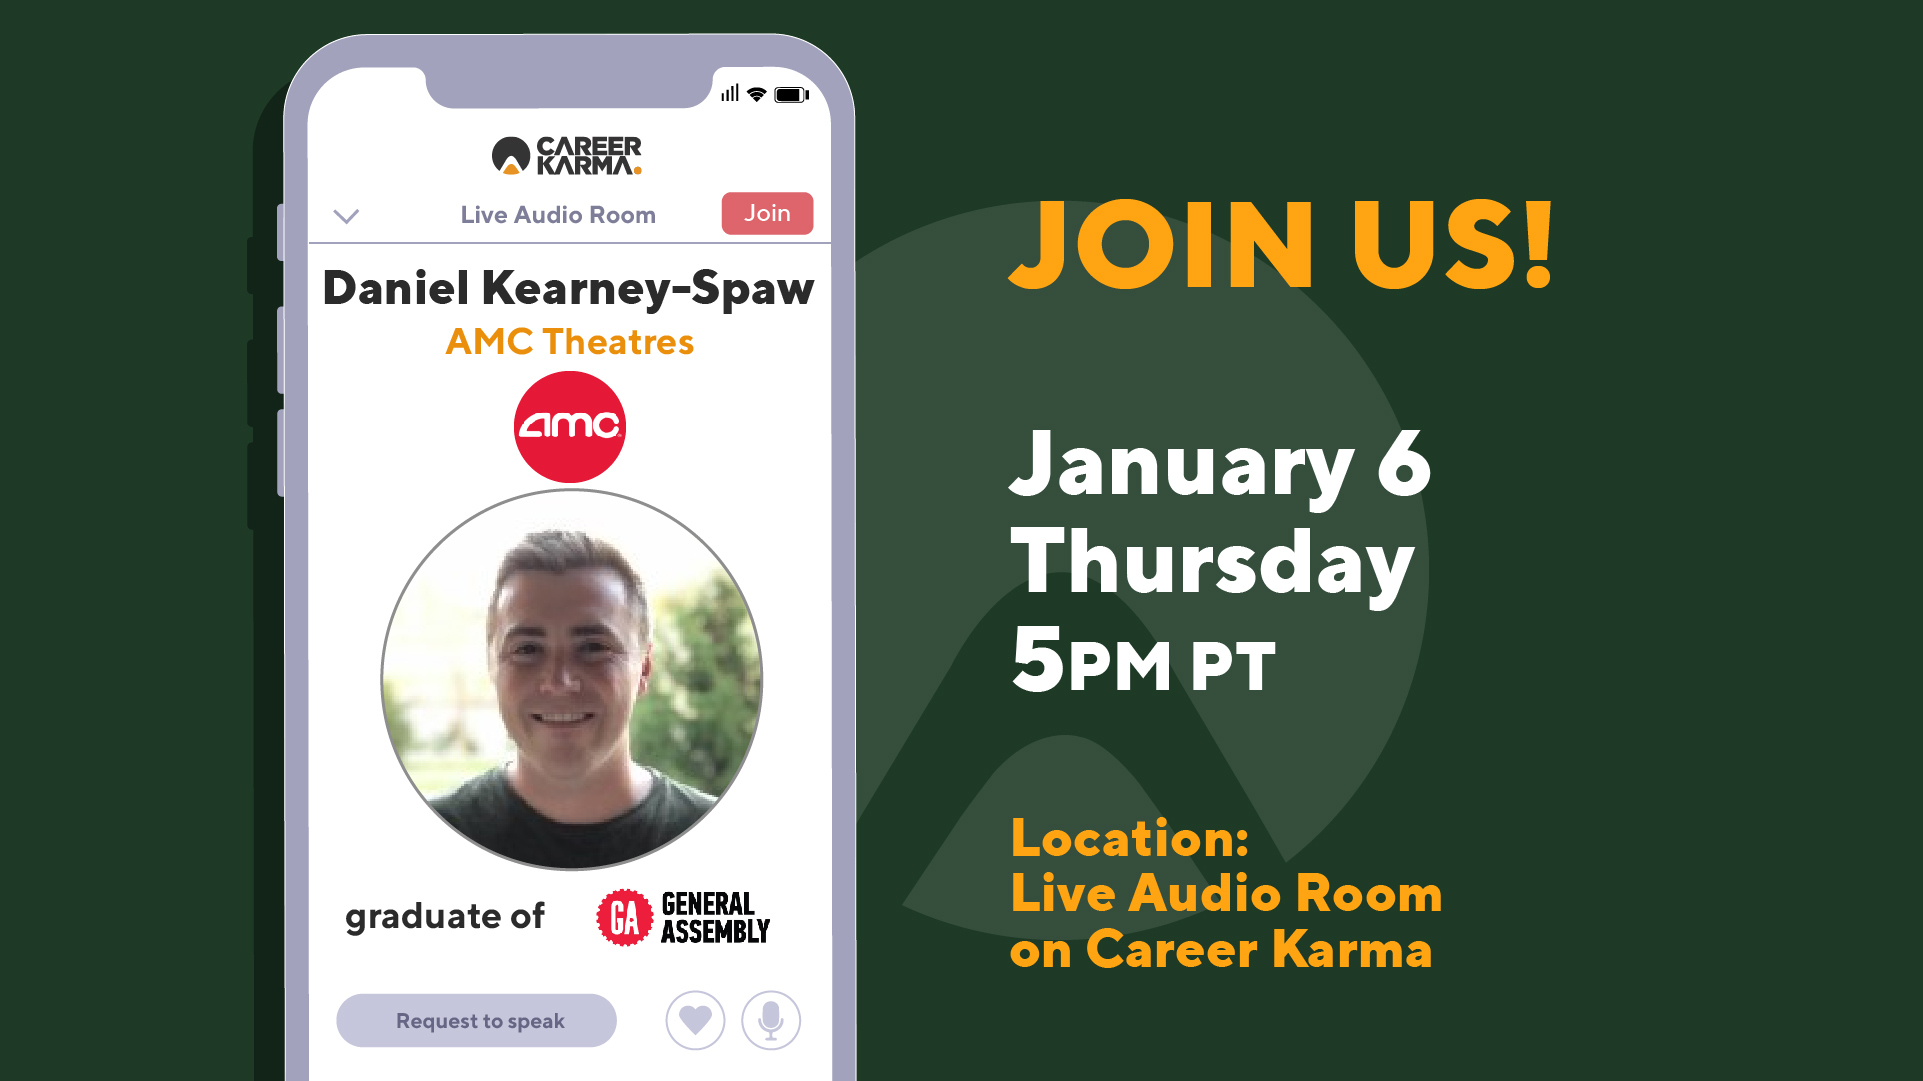 CAREER
KARMA.
Live Audio Room
Join
Daniel Kearney-Spaw
AMC Theatres
amc
graduate of
GA
GENERAL
ASSEMBLY
Request to speak
JOIN US!
January 6
Thursday
5PM PT
Location:
Live Audio Room
on Career Karma